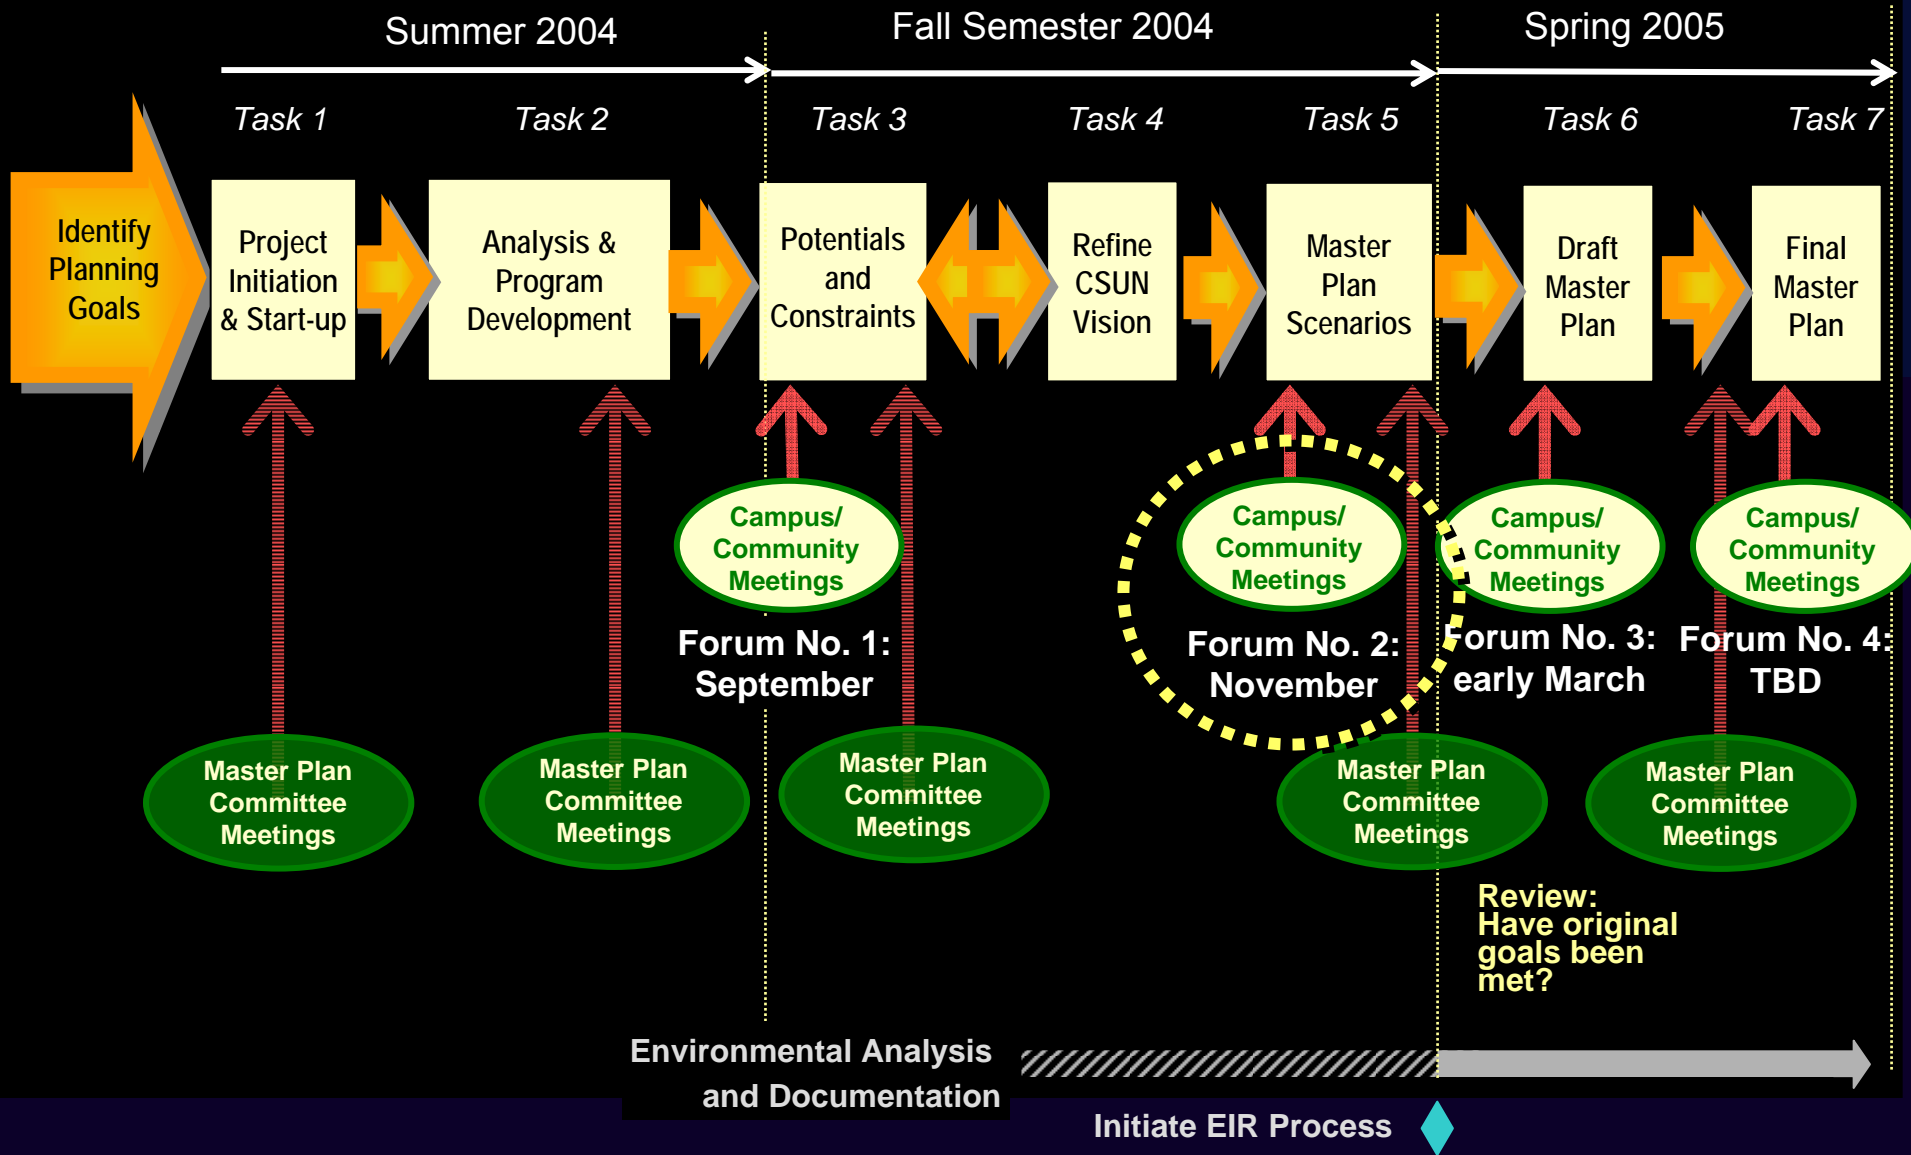 Summer 2004
Fall Semester 2004
Spring 2005
Task 1
Task 2
Task 3
Task 4
Task 5
Task 6
Task 7
Identify
Planning
Goals
Project
Initiation
& Start-up
Analysis &
Program
Development
Potentials
and
Constraints
Refine
CSUN
Vision
Master
Plan
Scenarios
Draft
Master
Plan
Final
Master
Plan
Campus/
Community
Meetings
Campus/
Community
Meetings
Campus/
Community
Meetings
Campus/
Community
Meetings
Forum No. 1:
September
Forum No. 2:
November
Forum No. 3:
early March
Forum No. 4:
TBD
Master Plan
Committee
Meetings
Master Plan
Committee
Meetings
Master Plan
Committee
Meetings
Master Plan
Committee
Meetings
Master Plan
Committee
Meetings
Review:
Have original
goals been
met?
Environmental Analysis
and Documentation
Initiate EIR Process